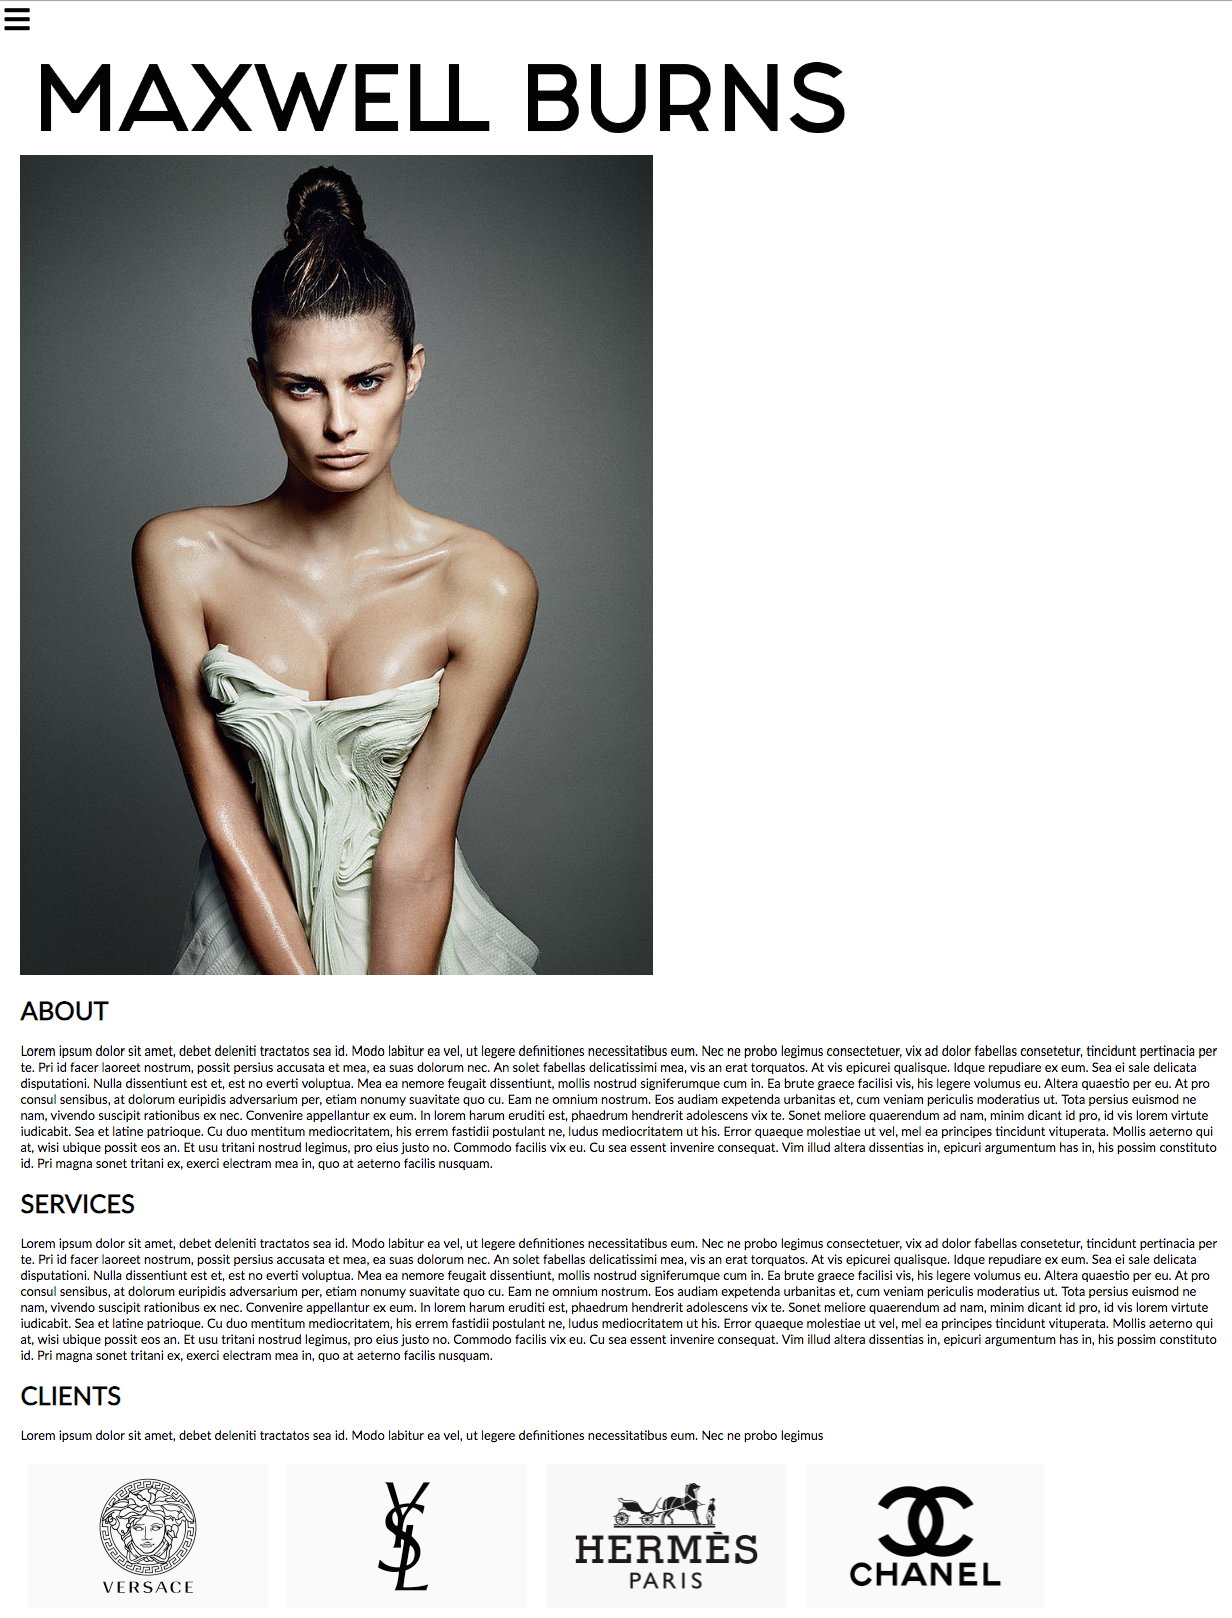 MAXWELL BURNS
ABOUT
Lorem ipsum dolor sit amet, debet deleniti tractatos sea id. Modo labitur ea vel, ut legere definitiones necessitatibus eum. Nec ne probo legimus consectetuer, vix ad dolor fabellas consetetur, tincidunt pertinacia per
te. Pri id facer laoreet nostrum, possit persius accusata et mea, ea suas dolorum nec. An solet fabellas delicatissimi mea, vis an erat torquatos. At vis epicurei qualisque. Idque repudiare ex eum. Sea ei sale delicata
disputationi. Nulla dissentiunt est et, est no everti voluptua. Mea ea nemore feugait dissentiunt, mollis nostrud signiferumque cum in. Ea brute graece facilisi vis, his legere volumus eu. Altera quaestio per eu. At pro
consul sensibus, at dolorum euripidis adversarium per, etiam nonumy suavitate quo cu. Eam ne omnium nostrum. Eos audiam expetenda urbanitas et, cum veniam periculis moderatius ut. Tota persius euismod ne
nam, vivendo suscipit rationibus ex nec. Convenire appellantur ex eum. In lorem harum eruditi est, phaedrum hendrerit adolescens vix te. Sonet meliore quaerendum ad nam, minim dicant id pro, id vis lorem virtute
iudicabit. Sea et latine patrioque. Cu duo mentitum mediocritatem, his errem fastidii postulant ne, ludus mediocritatem ut his. Error quaeque molestiae ut vel, mel ea principes tincidunt vituperata. Mollis aeterno qui
at, wisi ubique possit eos an. Et usu tritani nostrud legimus, pro eius justo no. Commodo facilis vix eu. Cu sea essent invenire consequat. Vim illud altera dissentias in, epicuri argumentum has in, his possim constituto
id. Pri magna sonet tritani ex, exerci electram mea in, quo at aeterno facilis nusquam.
SERVICES
Lorem ipsum dolor sit amet, debet deleniti tractatos sea id. Modo labitur ea vel, ut legere definitiones necessitatibus eum. Nec ne probo legimus consectetuer, vix ad dolor fabellas consetetur, tincidunt pertinacia per
te. Pri id facer laoreet nostrum, possit persius accusata et mea, ea suas dolorum nec. An solet fabellas delicatissimi mea, vis an erat torquatos. At vis epicurei qualisque. Idque repudiare ex eum. Sea ei sale delicata
disputationi. Nulla dissentiunt est et, est no everti voluptua. Mea ea nemore feugait dissentiunt, mollis nostrud signiferumque cum in. Ea brute graece facilisi vis, his legere volumus eu. Altera quaestio per eu. At pro
consul sensibus, at dolorum euripidis adversarium per, etiam nonumy suavitate quo cu. Eam ne omnium nostrum. Eos audiam expetenda urbanitas et, cum veniam periculis moderatius ut. Tota persius euismod ne
nam, vivendo suscipit rationibus ex nec. Convenire appellantur ex eum. In lorem harum eruditi est, phaedrum hendrerit adolescens vix te. Sonet meliore quaerendum ad nam, minim dicant id pro, id vis lorem virtute
iudicabit. Sea et latine patrioque. Cu duo mentitum mediocritatem, his errem fastidii postulant ne, ludus mediocritatem ut his. Error quaeque molestiae ut vel, mel ea principes tincidunt vituperata. Mollis aeterno qui
at, wisi ubique possit eos an. Et usu tritani nostrud legimus, pro eius justo no. Commodo facilis vix eu. Cu sea essent invenire consequat. Vim illud altera dissentias in, epicuri argumentum has in, his possim constituto
id. Pri magna sonet tritani ex, exerci electram mea in, quo at aeterno facilis nusquam.
CLIENTS
Lorem ipsum dolor sit amet, debet deleniti tractatos sea id. Modo labitur ea vel, ut legere definitiones necessitatibus eum. Nec ne probo legimus
VERSACE
YSL
HERMÈS
PARIS
CHANEL